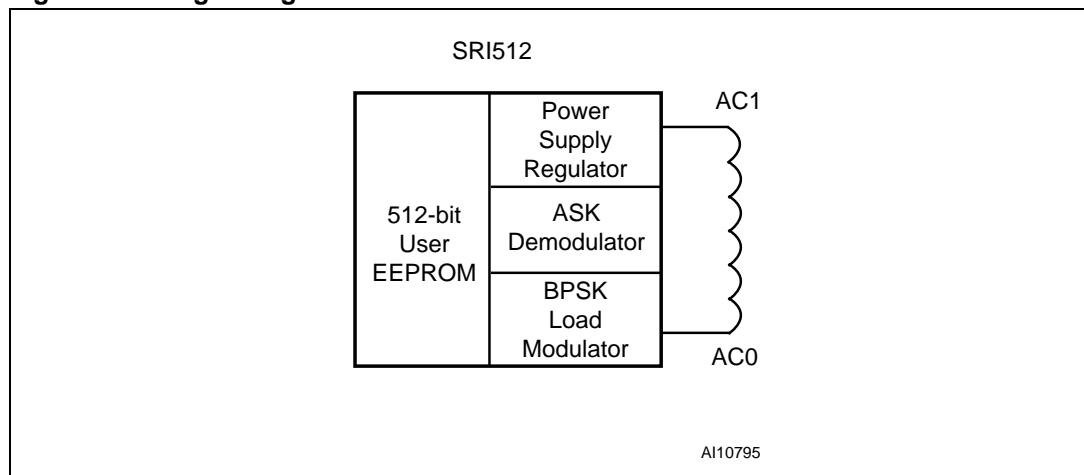 SRI512
AC1
Power
Supply
Regulator
512-bit
User
EEPROM
ASK
Demodulator
BPSK
Load
Modulator
AC0
AI10795